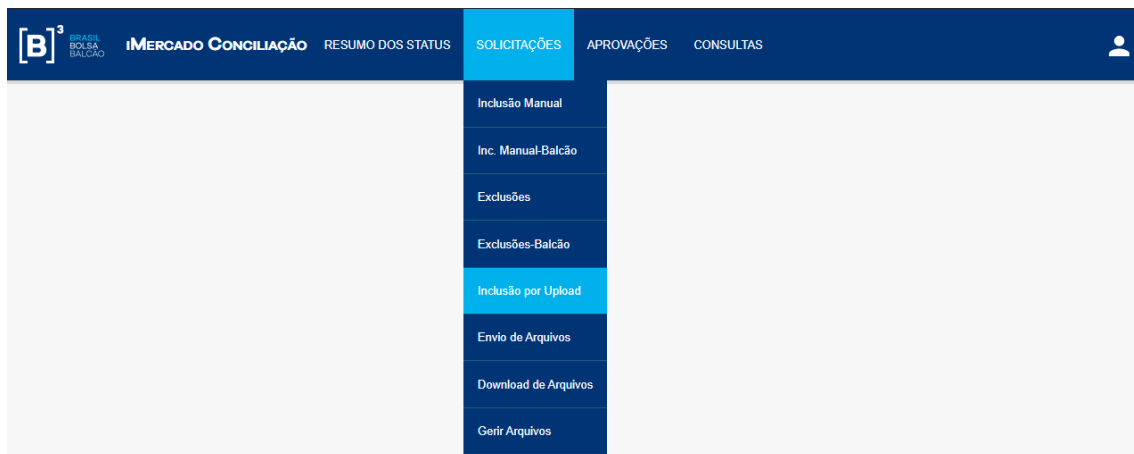 [B]³ BRASIL
BOLSA
BALCÃO
iMercado Conciliação RESUMO DOS STATUS SOLICITAÇÕES APROVAÇÕES CONSULTAS
Inclusão Manual
Inc. Manual-Balcão
Exclusões
Exclusões-Balcão
Inclusão por Upload
Envio de Arquivos
Download de Arquivos
Gerir Arquivos